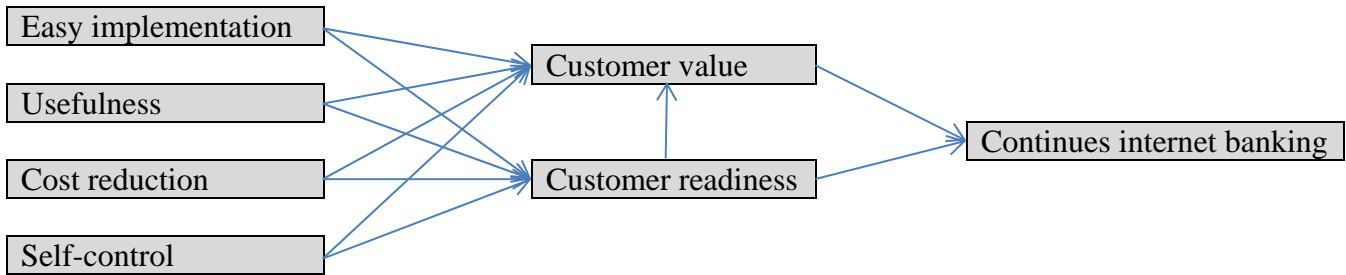 Easy implementation
Usefulness
Cost reduction
Self-control
Customer value
Customer readiness
Continues internet banking